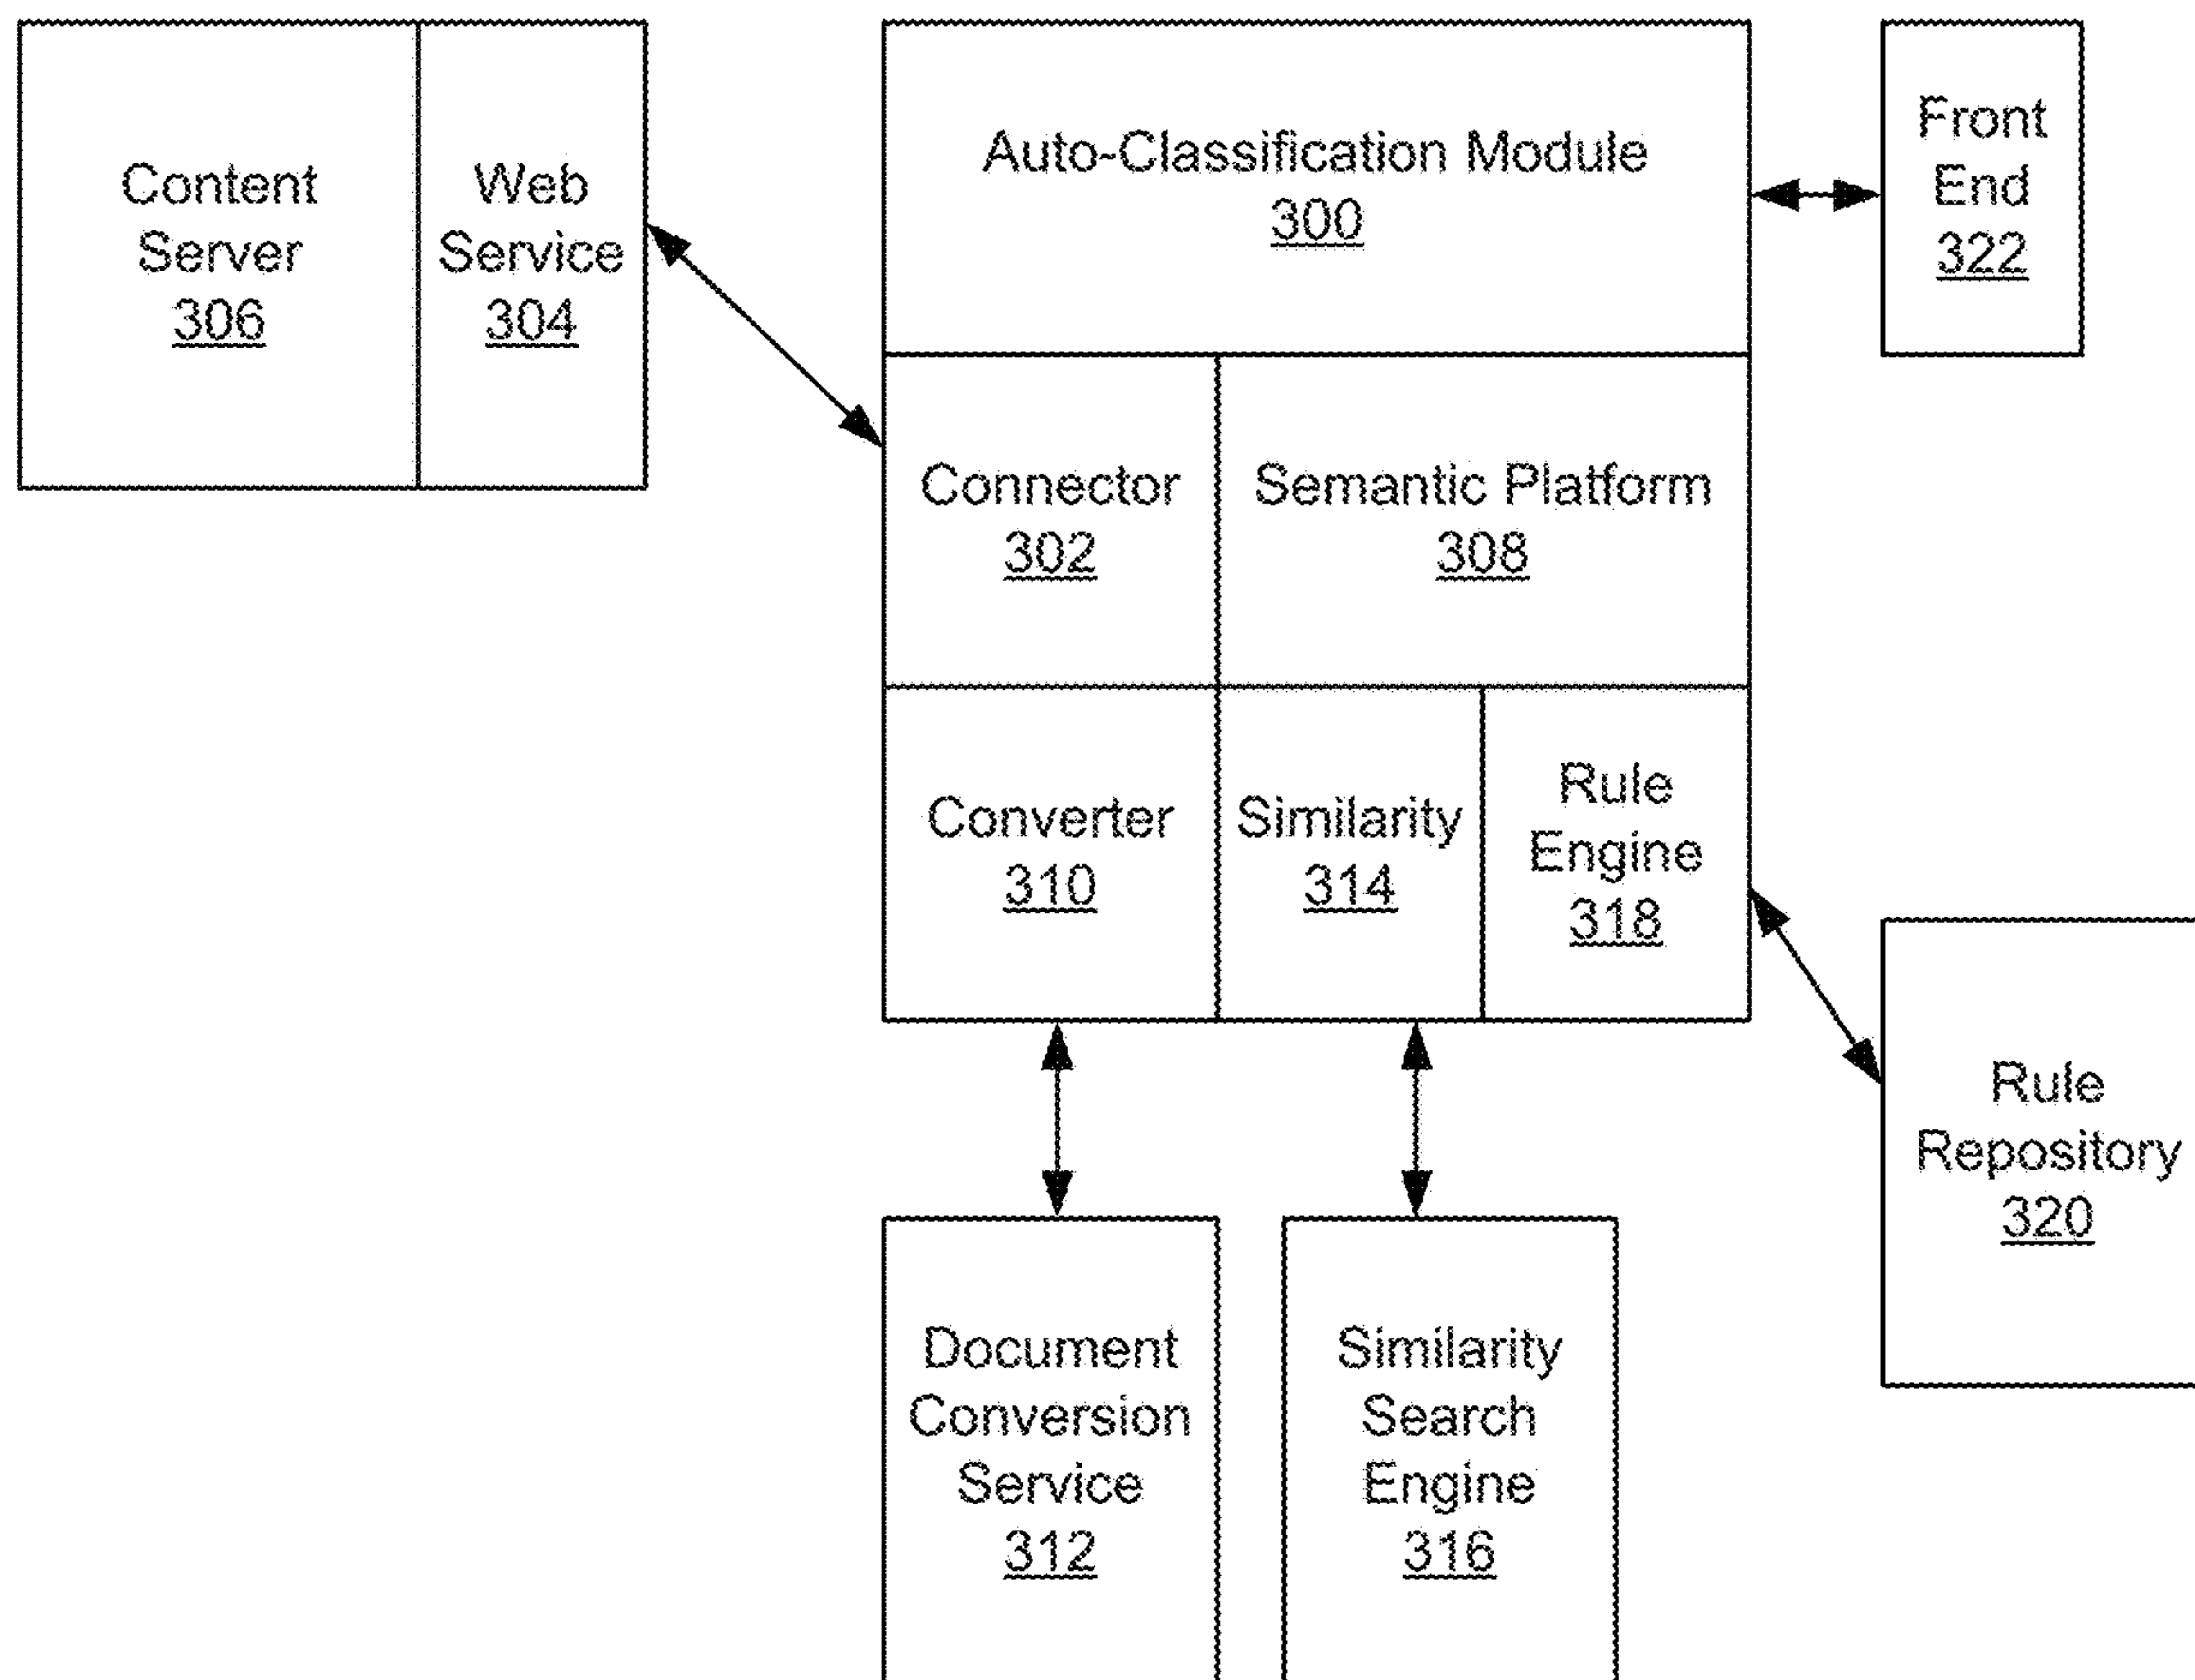 Content
Server
306
Web
Service
304
Auto-Classification Module
300
Front
End
322
Connector
302
Semantic Platform
308
Converter
310
Similarity
314
Rule
Engine
318
Rule
Repository
320
Document
Conversion
Service
312
Similarity
Search
Engine
316